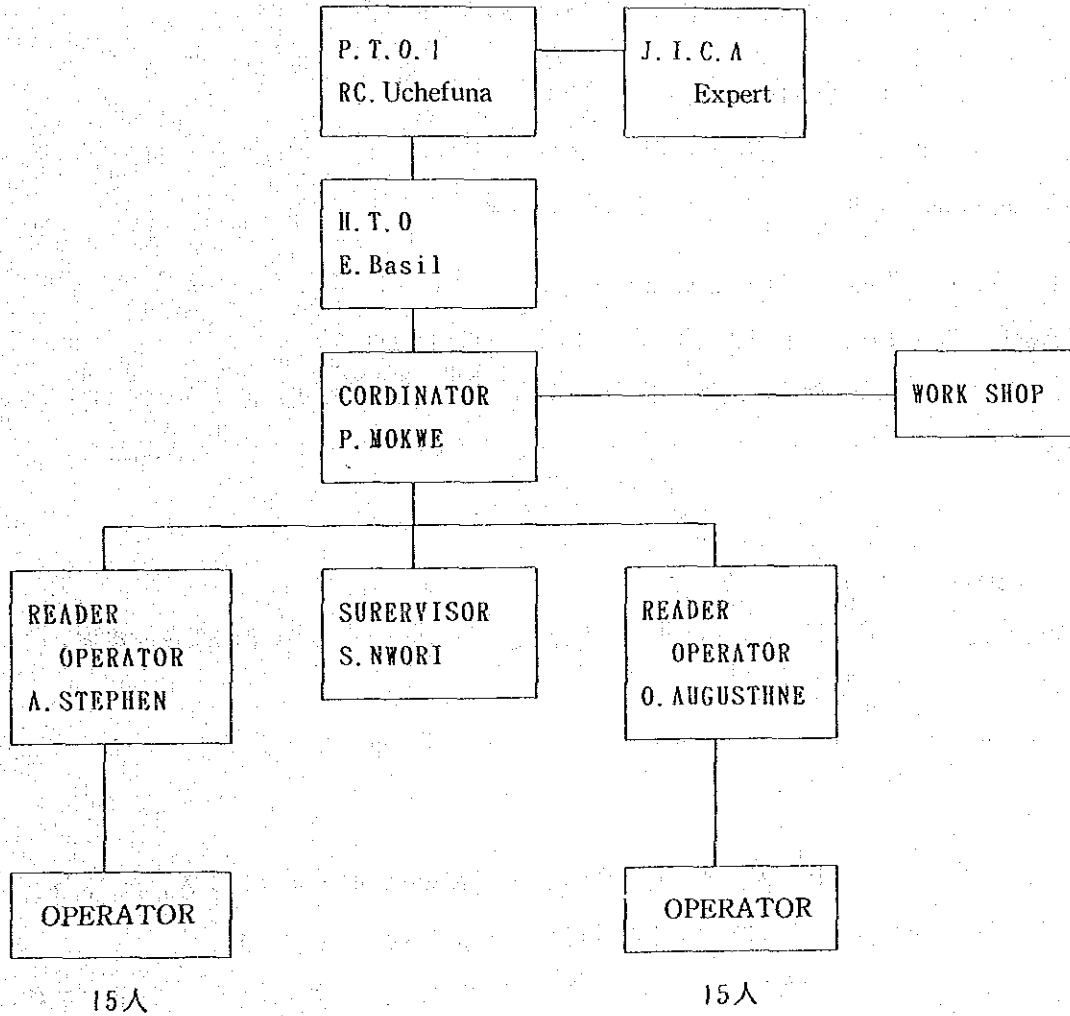 P.T.O.1
RC. Uchefuna
J.I.C.A
Expert
H.T.O
E.Basil
CORDINATOR
P.MOKWE
WORK SHOP
READER
OPERATOR
A.STEPHEN
SURERVISOR
S.NWORI
READER
OPERATOR
O.AUGUSTHNE
OPERATOR
OPERATOR
15人
15人